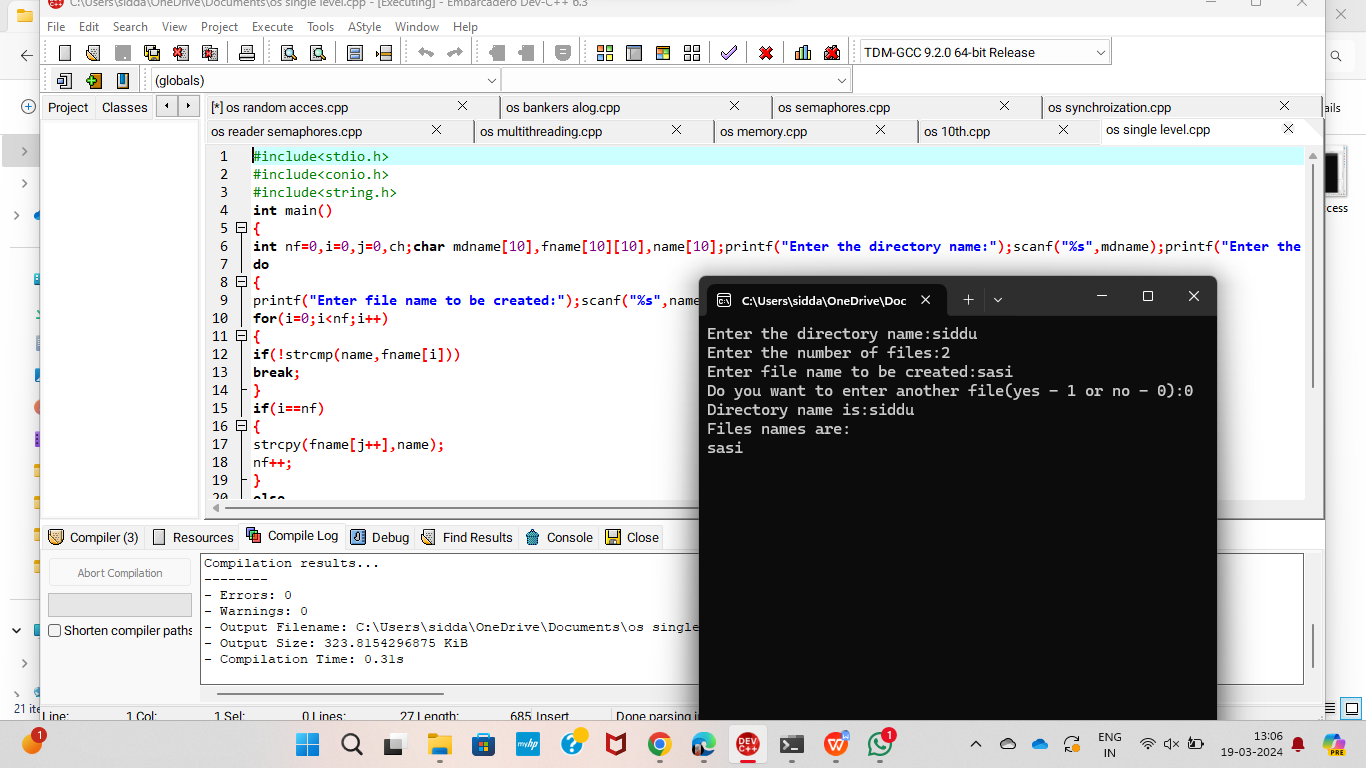 C:\Users\sidda\OneDrive\Documents\os single level.cpp - [Executing] - Embarcadero Dev-C++ 6.3
File Edit Search View Project Execute Tools AStyle Window Help
TDM-GCC 9.2.0 64-bit Release
(globals)
Project Classes [*] os random acces.cpp os bankers alog.cpp os semaphores.cpp os synchroization.cpp
os reader semaphores.cpp os multithreading.cpp os memory.cpp os 10th.cpp os single level.cpp
1 #include<stdio.h>
2 #include<conio.h>
3 #include<string.h>
4 int main()
5 {
6 int nf=0,i=0,j=0,ch;char mdname[10],fname[10][10],name[10];printf("Enter the directory name:");scanf("%s",mdname);printf("Enter the
7 do
8 {
9 printf("Enter file name to be created:");scanf("%s",name
10 for(i=0;i<nf;i++)
11 {
12 if(!strcmp(name,fname[i]))
13 break;
14 }
15 if(i==nf)
16 {
17 strcpy(fname[j++],name);
18 nf++;
19 }
20 else
C:\Users\sidda\OneDrive\Doc
Enter the directory name:siddu
Enter the number of files:2
Enter file name to be created:sasi
Do you want to enter another file(yes - 1 or no - 0):0
Directory name is:siddu
Files names are:
sasi
Compiler (3) Resources Compile Log Debug Find Results Console Close
Abort Compilation
Shorten compiler paths
Compilation results...
--------
- Errors: 0
- Warnings: 0
- Output Filename: C:\Users\sidda\OneDrive\Documents\os single
- Output Size: 323.8154296875 KiB
- Compilation Time: 0.31s
21 ite
Line: 1 Col: 1 Sel: 0 Lines: 27 Length: 685 Insert Done parsing i
ails
cess
1
myhp
DEV C++
1
ENG
IN
13:06
19-03-2024
PRE